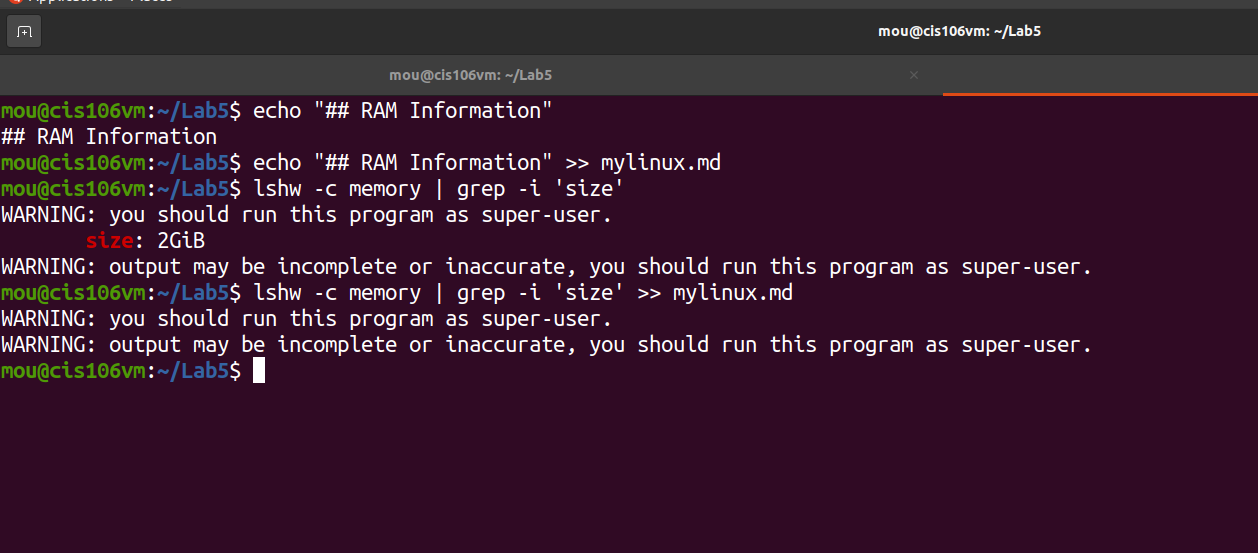 mou@cis106vm: ~/Lab5
mou@cis106vm: ~/Lab5 ×
mou@cis106vm:~/Lab5$ echo "## RAM Information"
## RAM Information
mou@cis106vm:~/Lab5$ echo "## RAM Information" >> mylinux.md
mou@cis106vm:~/Lab5$ lshw -c memory | grep -i 'size'
WARNING: you should run this program as super-user.
       size: 2GiB
WARNING: output may be incomplete or inaccurate, you should run this program as super-user.
mou@cis106vm:~/Lab5$ lshw -c memory | grep -i 'size' >> mylinux.md
WARNING: you should run this program as super-user.
WARNING: output may be incomplete or inaccurate, you should run this program as super-user.
mou@cis106vm:~/Lab5$